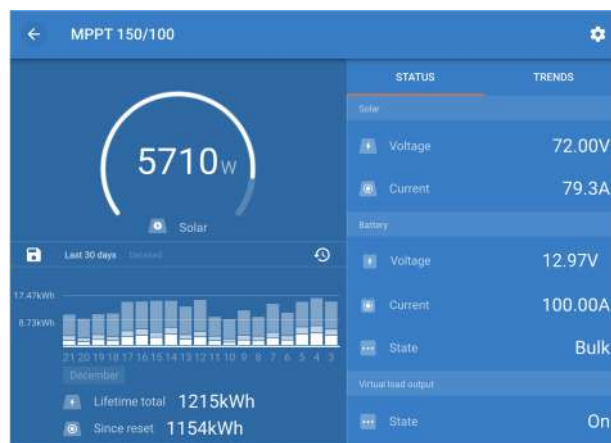 MPPT 150/100
STATUS TRENDS
Solar
5710W
Voltage 72.00V
Current 79.3A
Solar
Battery
Last 30 days Detailed
Voltage 12.97V
17.47kWh
Current 100.00A
8.73kWh
State Bulk
21 20 19 18 17 16 15 14 13 12 11 10 9 8 7 6 5 4 3
December
Virtual load output
Lifetime total 1215kWh
State On
Since reset 1154kWh